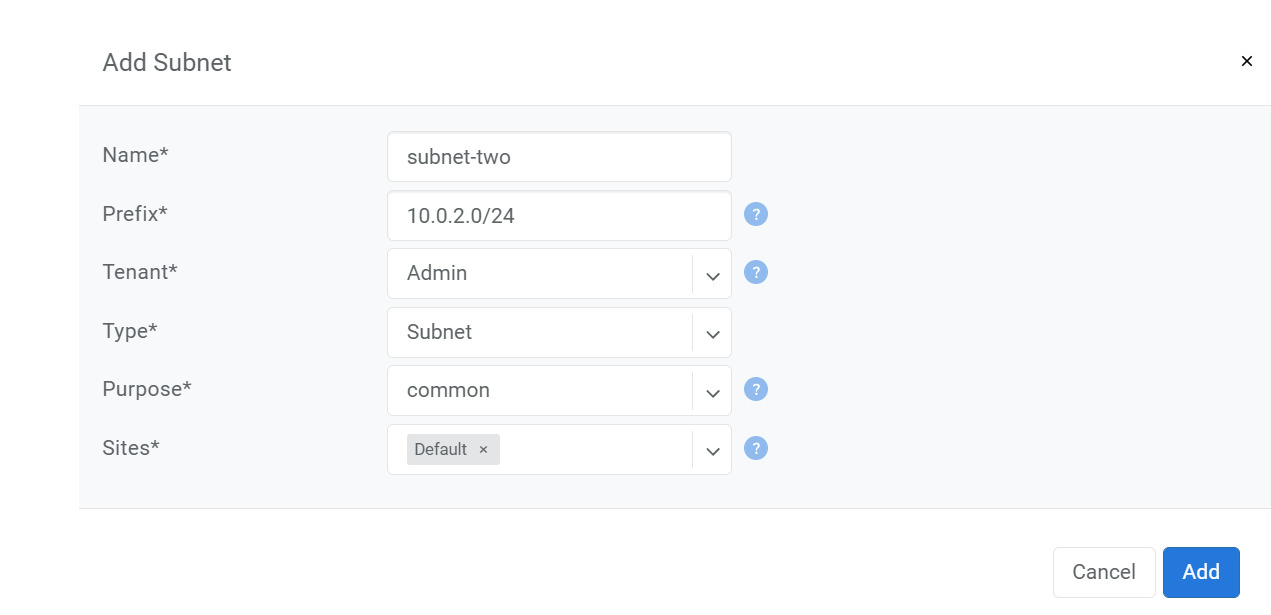 Add Subnet ×
Name* subnet-two
Prefix* 10.0.2.0/24 ?
Tenant* Admin ?
Type* Subnet
Purpose* common ?
Sites* Default × ?
Cancel Add